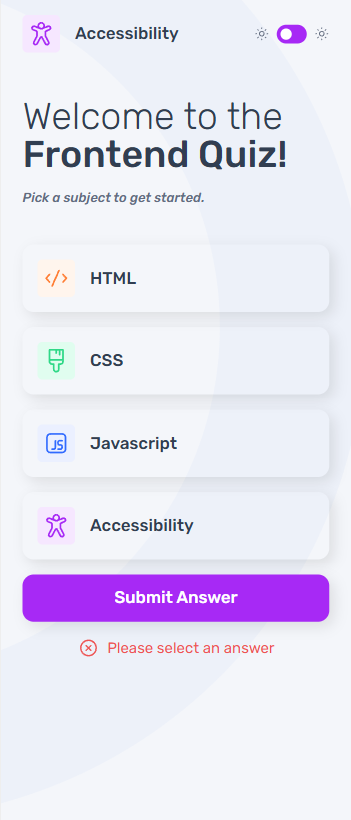 Accessibility
Welcome to the
Frontend Quiz!
Pick a subject to get started.
HTML
CSS
JS Javascript
Accessibility
Submit Answer
Please select an answer